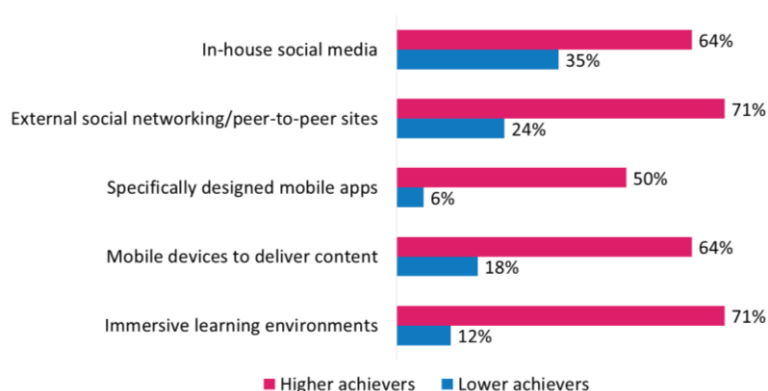 In-house social media
64%
35%
External social networking/peer-to-peer sites
71%
24%
Specifically designed mobile apps
50%
6%
Mobile devices to deliver content
64%
18%
Immersive learning environments
71%
12%
Higher achievers
Lower achievers